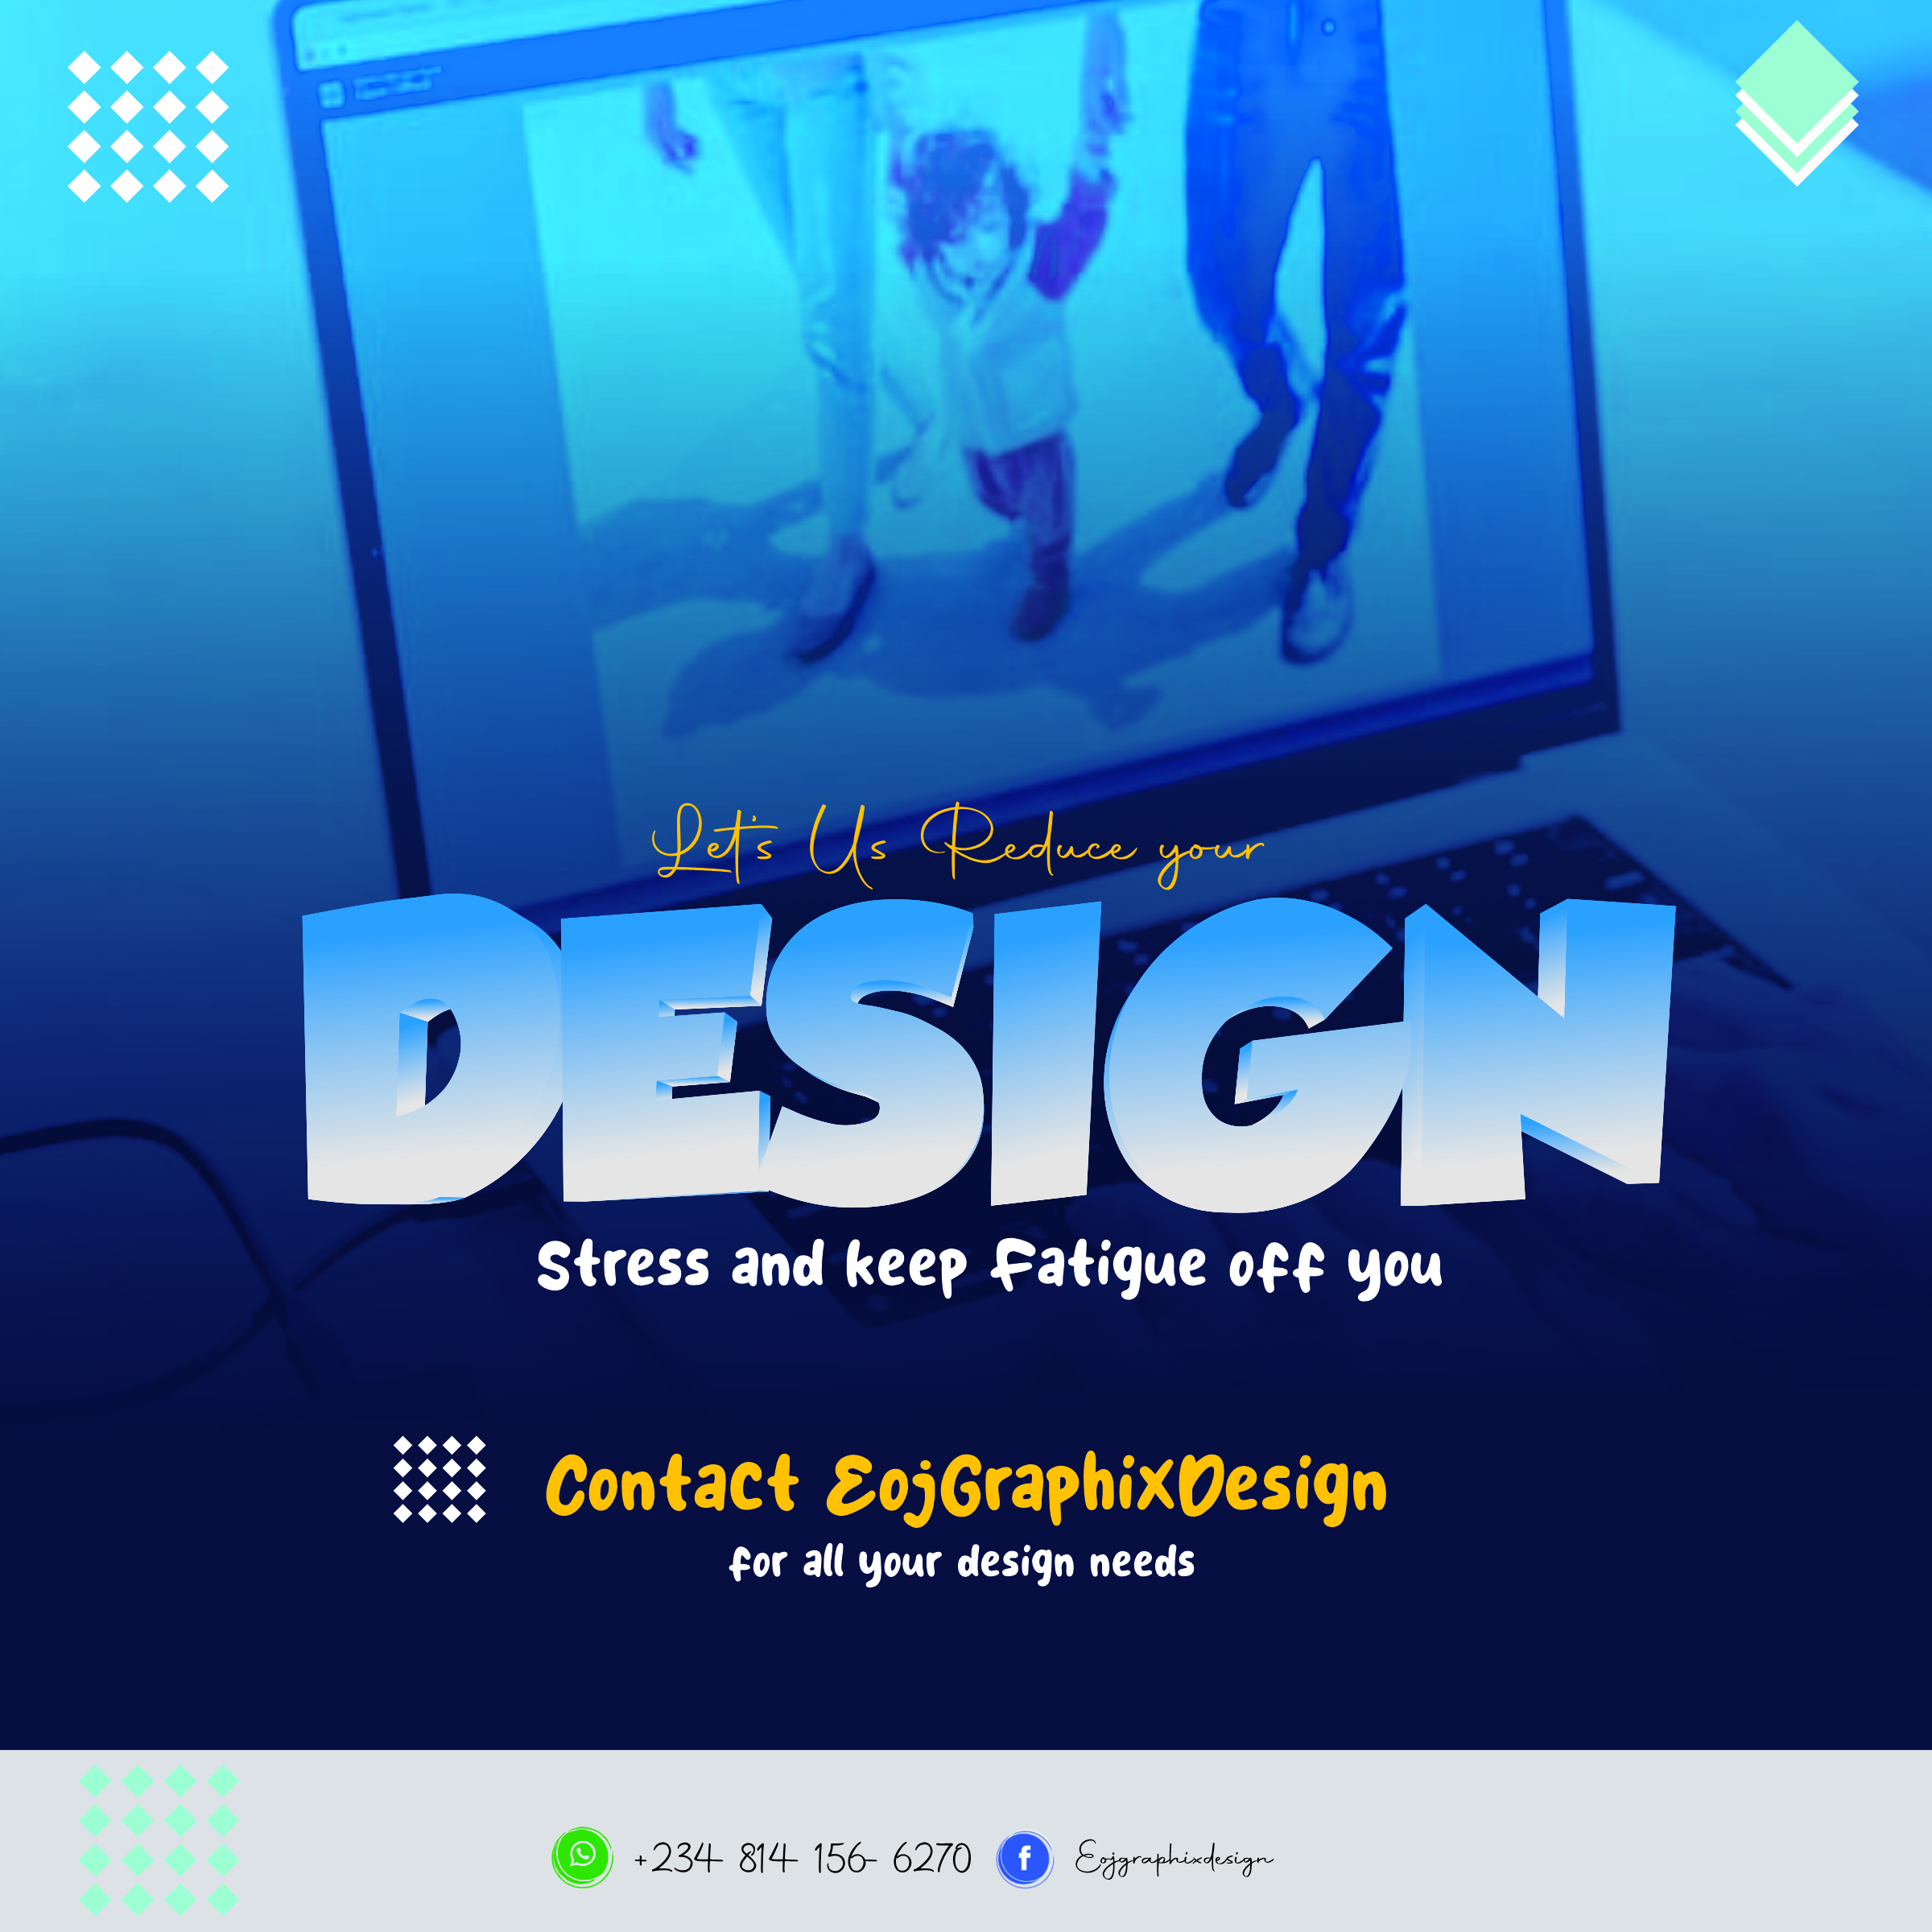 Let's Us Reduce your
DESIGN
Stress and keep Fatigue off you
Contact EojGraphixDesign
for all your design needs
+234 814 156 6270 Eojgraphixdesign